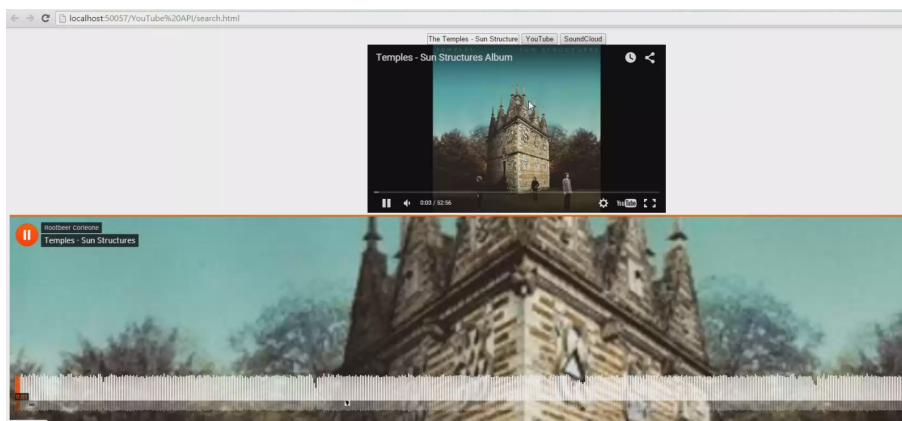 localhost:50057/YouTube%20API/search.html
The Temples - Sun Structure YouTube SoundCloud
Temples - Sun Structures Album
0:03 / 52:56 YouTube
Rootbeer Corleone
Temples - Sun Structures